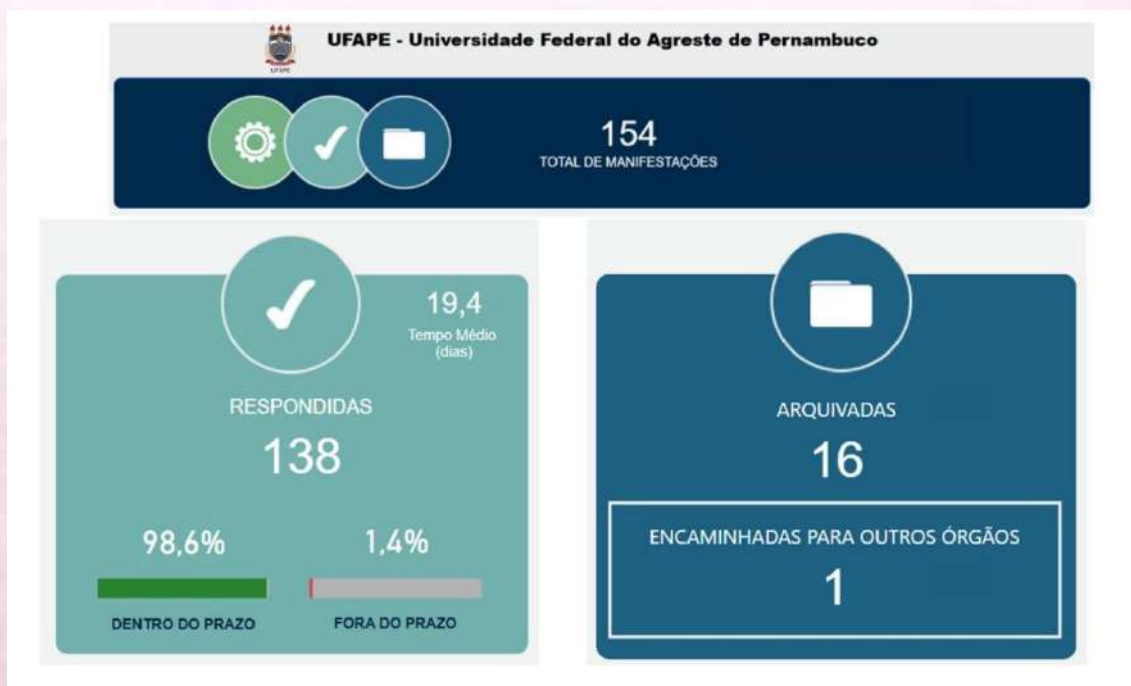 UFAPE - Universidade Federal do Agreste de Pernambuco
UFAPE
154
TOTAL DE MANIFESTAÇÕES
19,4
Tempo Médio
(dias)
RESPONDIDAS
138
98,6%
1,4%
DENTRO DO PRAZO
FORA DO PRAZO
ARQUIVADAS
16
ENCAMINHADAS PARA OUTROS ÓRGÃOS
1